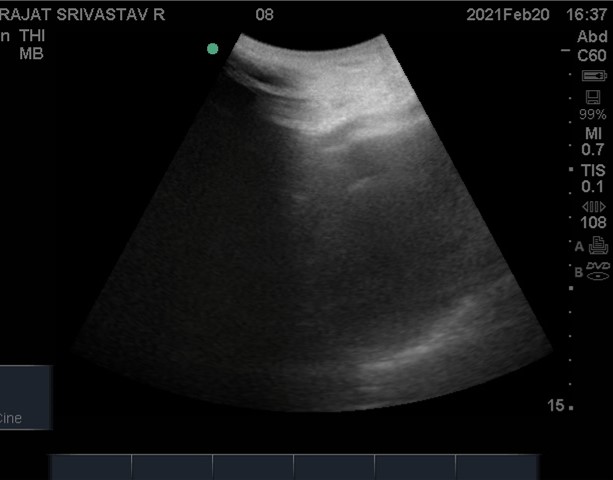 RAJAT SRIVASTAV R 08 2021Feb20 16:37
n THI
MB
Abd
C60
99%
MI
0.7
TIS
0.1
108
A
B DVD
15
Cine